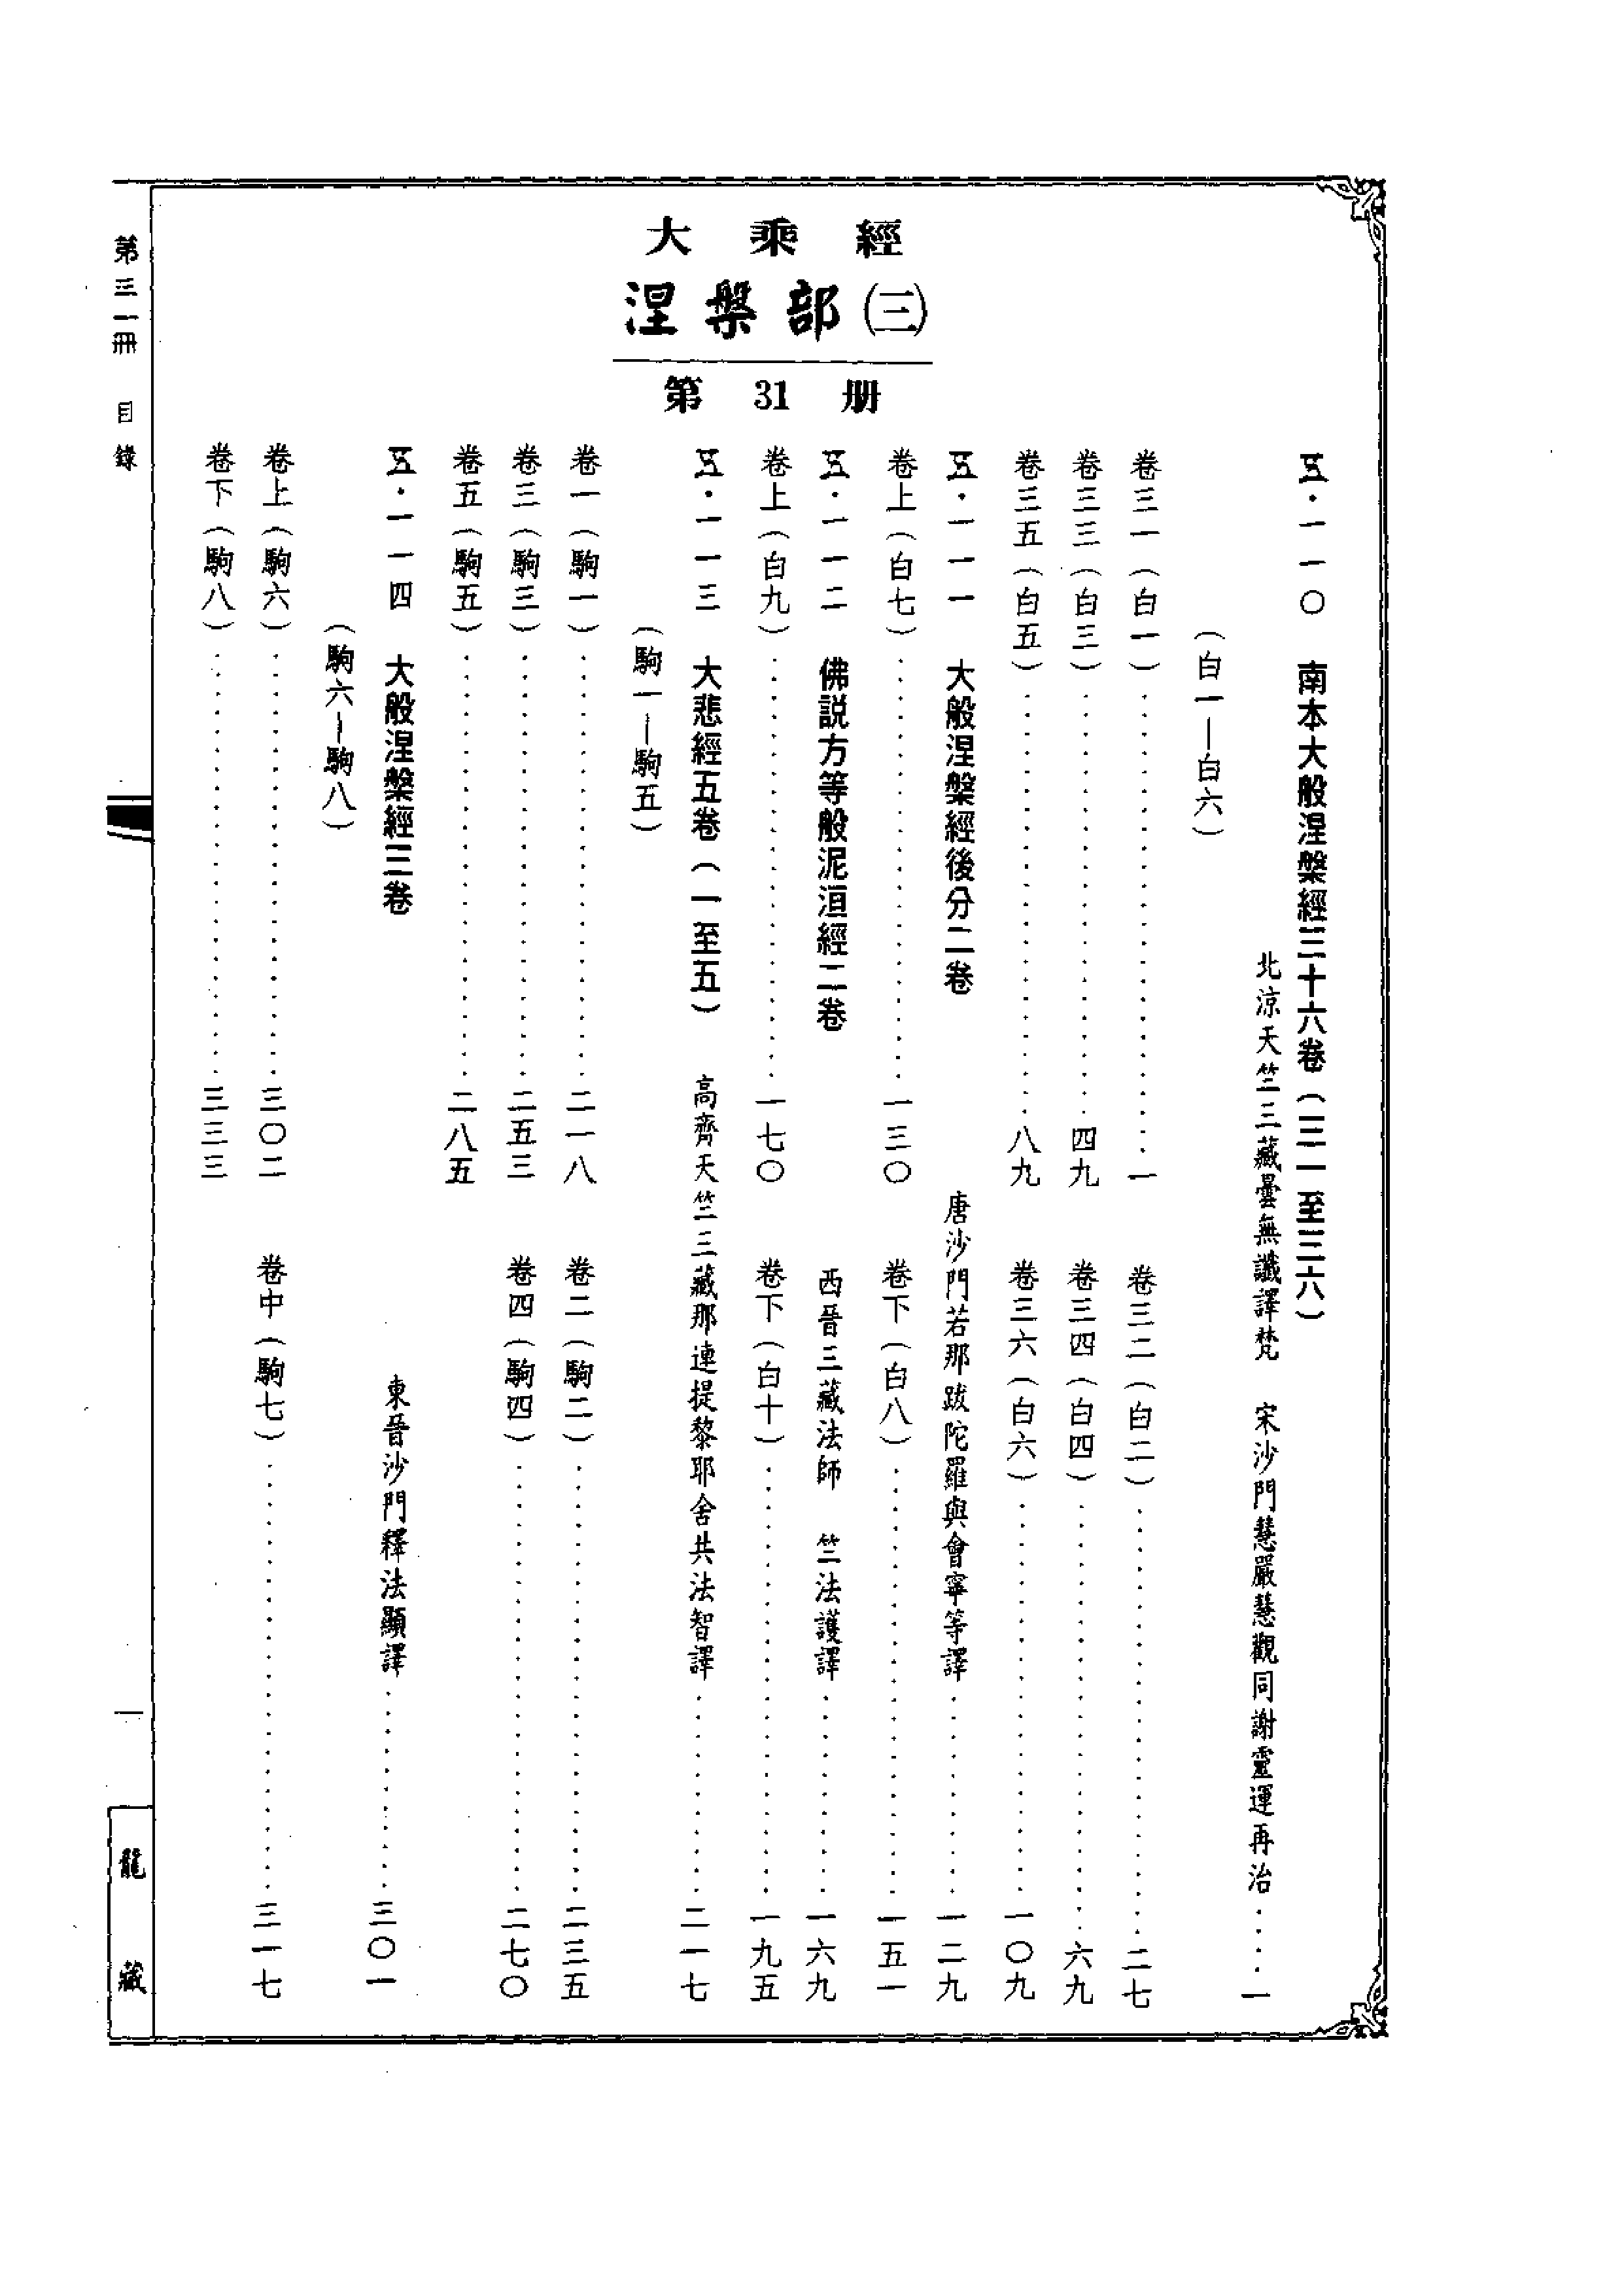 大乘經
涅槃部㈢
第31册
五·一一〇 南本大般涅槃經三十六卷（三一至三六）
北涼天竺三藏曇無讖譯梵 宋沙門慧嚴慧觀同謝靈運再治····一
（白一—白六）
卷三一（白一）····一 卷三二（白二）····二七
卷三三（白三）····四九 卷三四（白四）····六九
卷三五（白五）····八九 卷三六（白六）····一〇九
五·一一一 大般涅槃經後分二卷 唐沙門若那跋陀羅與會寧等譯····一二九
卷上（白七）····一三〇 卷下（白八）····一五一
五·一一二 佛説方等般泥洹經二卷 西晉三藏法師 竺法護譯····一六九
卷上（白九）····一七〇 卷下（白十）····一九五
五·一一三 大悲經五卷（一至五） 高齊天竺三藏那連提黎耶舍共法智譯····二一七
（駒一—駒五）
卷一（駒一）····二一八 卷二（駒二）····二三五
卷三（駒三）····二五三 卷四（駒四）····二七〇
卷五（駒五）····二八五
五·一一四 大般涅槃經三卷 東晉沙門釋法顯譯····三〇一
（駒六—駒八）
卷上（駒六）····三〇二 卷中（駒七）····三一七
卷下（駒八）····三三三
第三一冊 目錄
一
龍藏